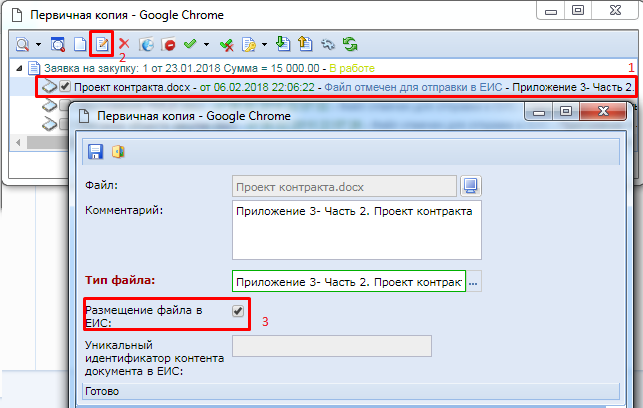 Первичная копия - Google Chrome
2
Заявка на закупку: 1 от 23.01.2018 Сумма = 15 000.00 - В работе
1
Проект контракта.docx - от 06.02.2018 22:06:22 - Файл отмечен для отправки в ЕИС - Приложение 3- Часть 2.
Первичная копия - Google Chrome
Файл:
Проект контракта.docx
Комментарий:
Приложение 3- Часть 2. Проект контракта
Тип файла:
Приложение 3- Часть 2. Проект контрак
...
Размещение файла в
ЕИС:
3
Уникальный
идентификатор контента
документа в ЕИС:
Готово